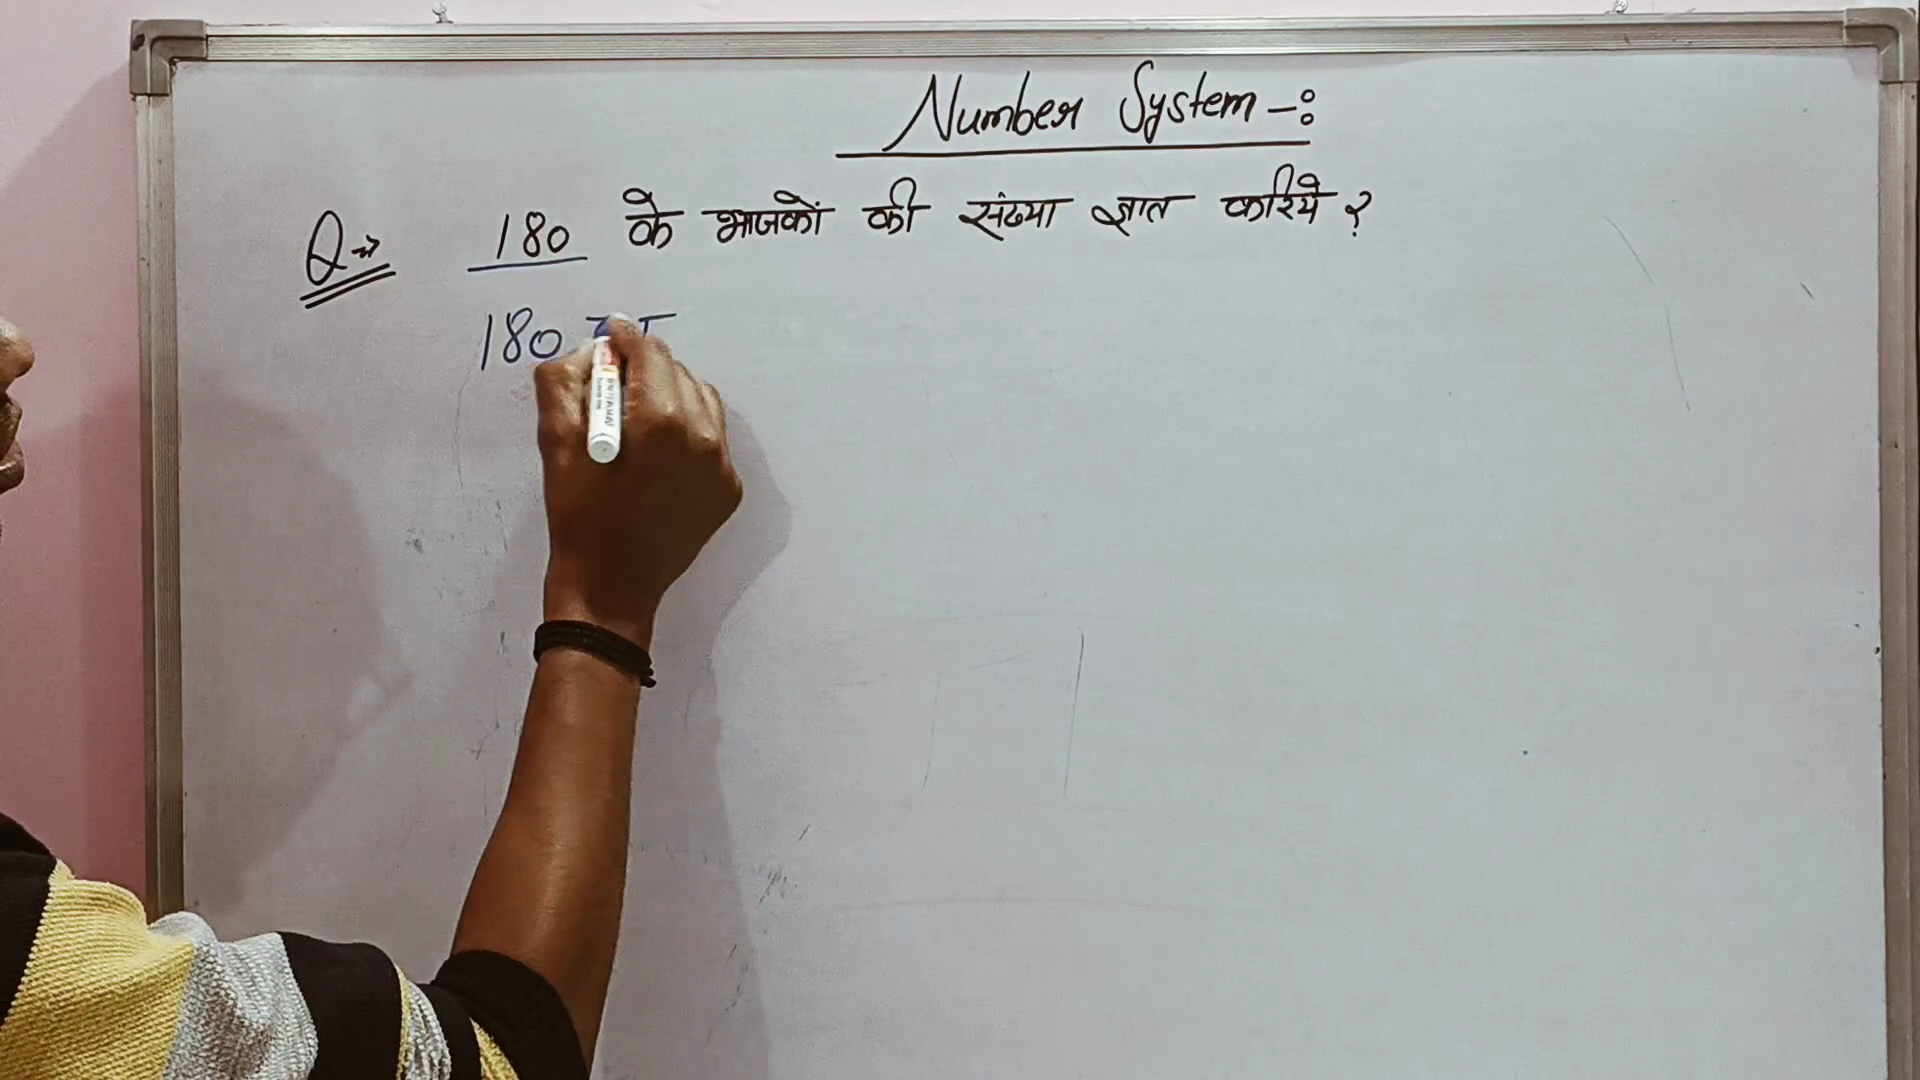 Number System -:
Q→ 180 के भाजकों की संख्या ज्ञात करिये ?
180